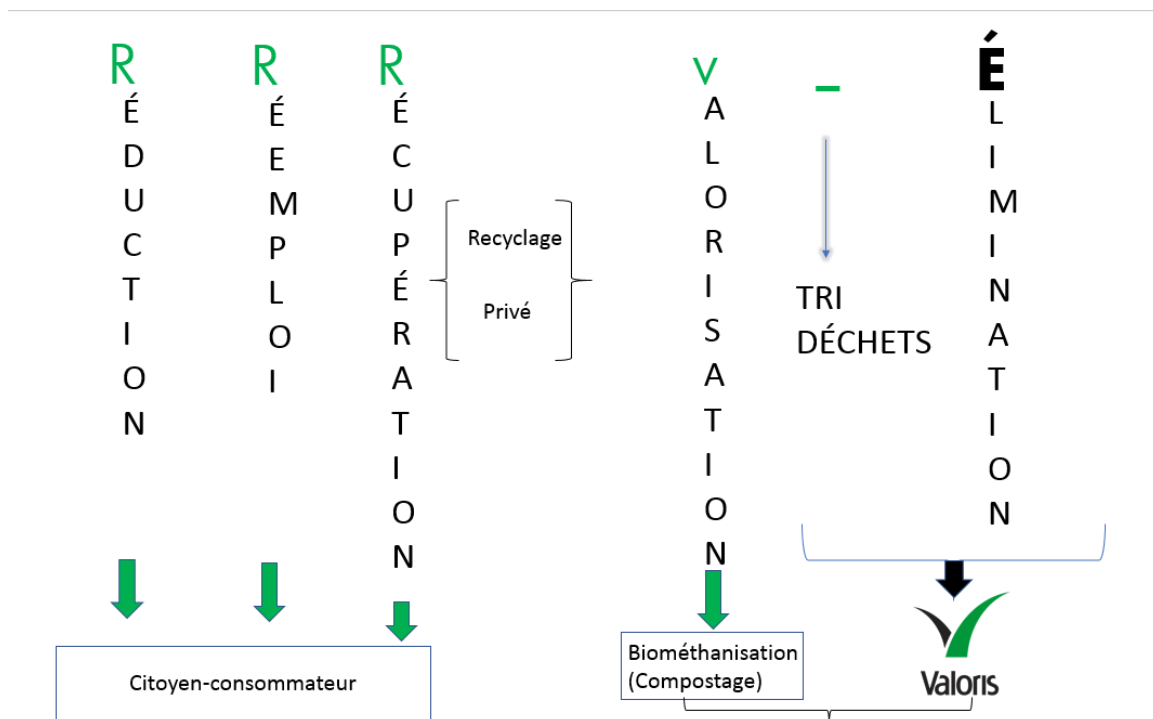 RÉDUCTION
RÉEMPLOI
RÉCUPÉRATION
Recyclage
Privé
VALORISATION
_
TRI
DÉCHETS
ÉLIMINATION
Citoyen-consommateur
Biométhanisation
(Compostage)
Valoris